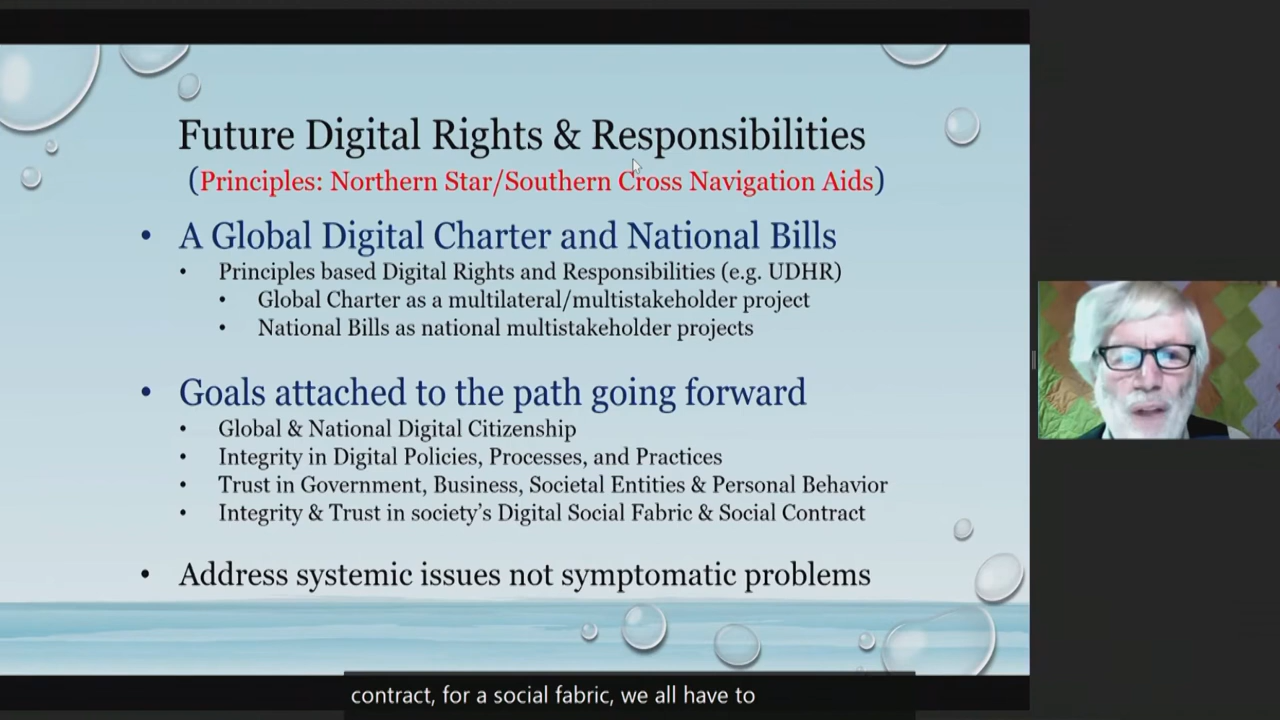 Future Digital Rights & Responsibilities
(Principles: Northern Star/Southern Cross Navigation Aids)
• A Global Digital Charter and National Bills
• Principles based Digital Rights and Responsibilities (e.g. UDHR)
• Global Charter as a multilateral/multistakeholder project
• National Bills as national multistakeholder projects
• Goals attached to the path going forward
• Global & National Digital Citizenship
• Integrity in Digital Policies, Processes, and Practices
• Trust in Government, Business, Societal Entities & Personal Behavior
• Integrity & Trust in society’s Digital Social Fabric & Social Contract
• Address systemic issues not symptomatic problems
contract, for a social fabric, we all have to